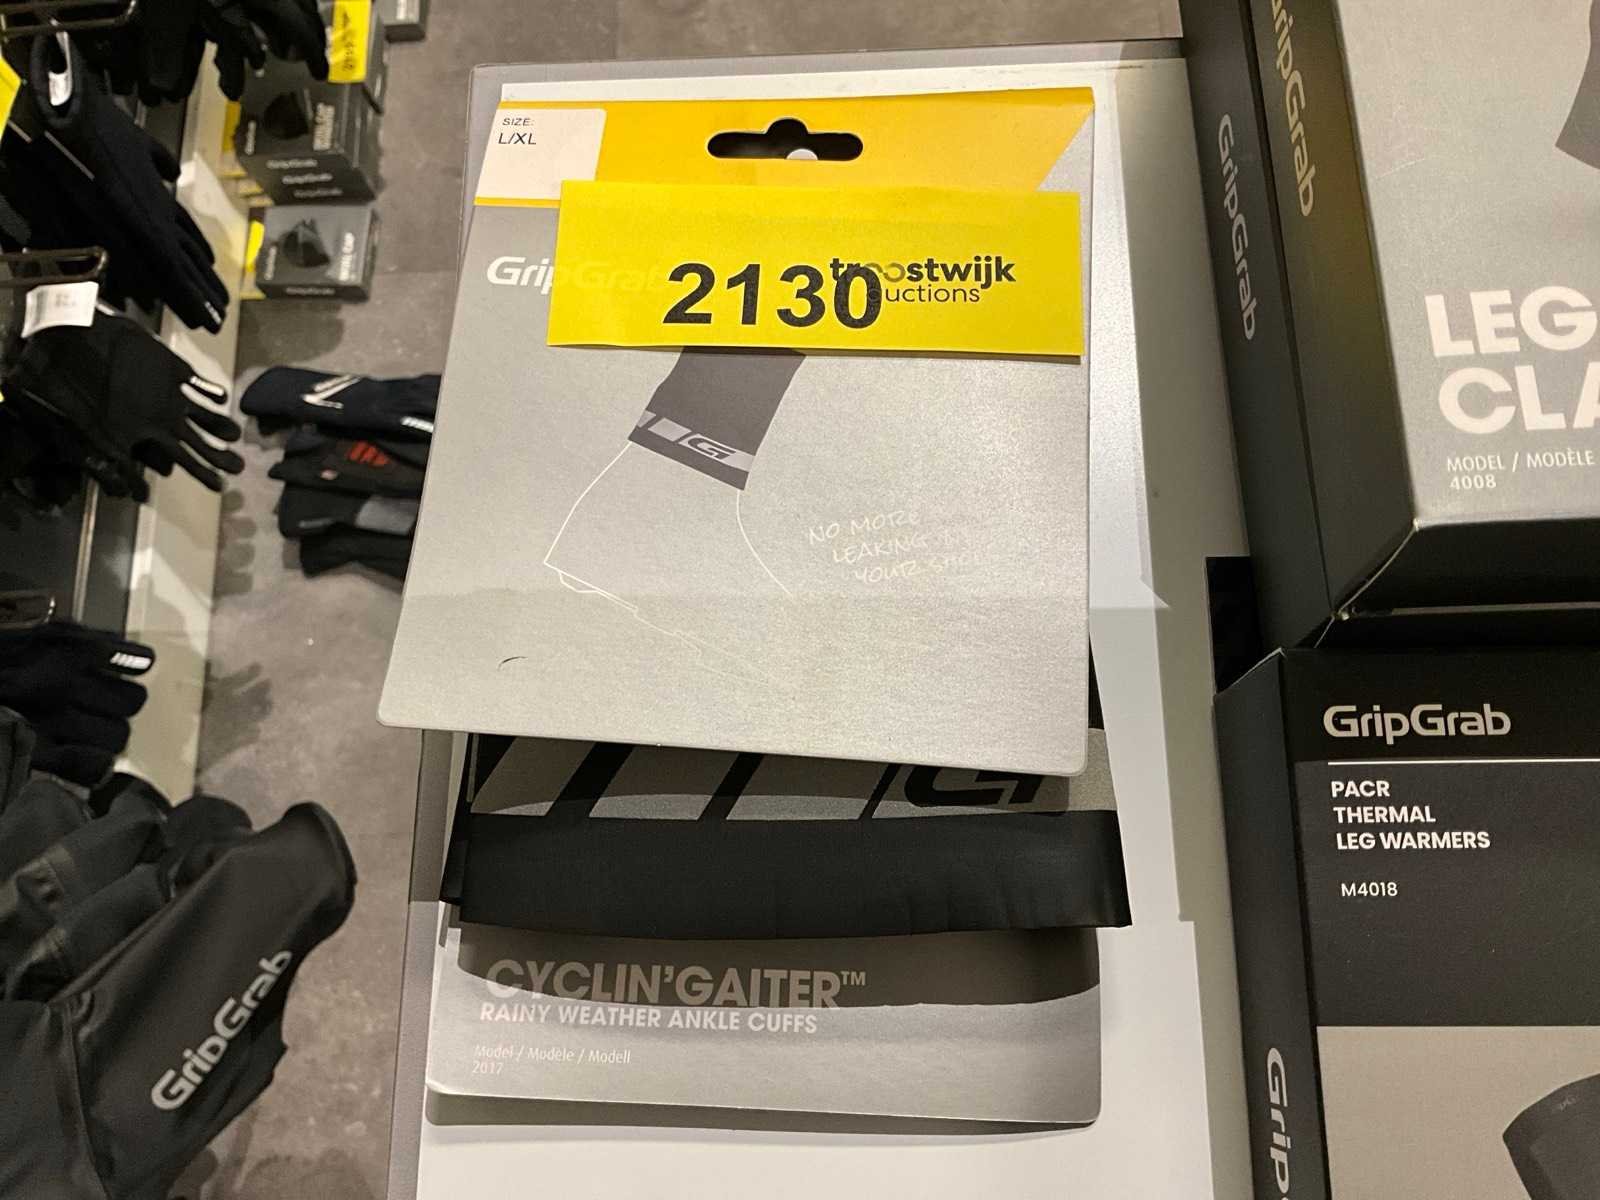 SIZE:
L/XL
GripGrab
2130
troostwijk
auctions
NO MORE
LEAKING
YOUR
CYCLIN'GAITER™
RAINY WEATHER ANKLE CUFFS
Model / Modèle / Modell
2017
GripGrab
GripGrab
LEG
MODEL / MODÈLE
4008
GripGrab
PACR
THERMAL
LEG WARMERS
M4018
GripGrab
GripGrab
GripGrab